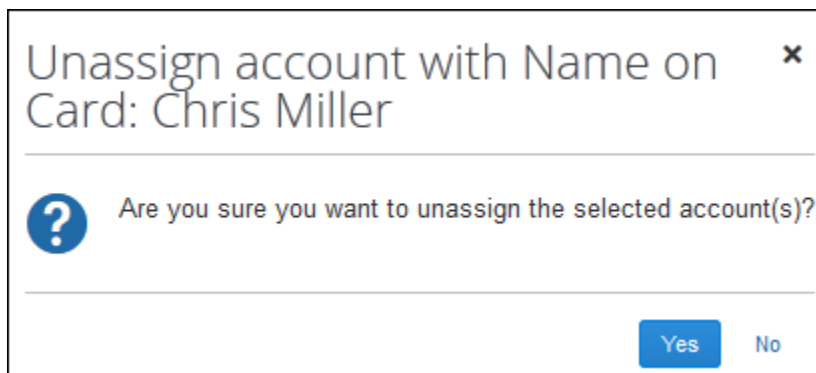 Unassign account with Name on
Card: Chris Miller
Are you sure you want to unassign the selected account(s)?
Yes No